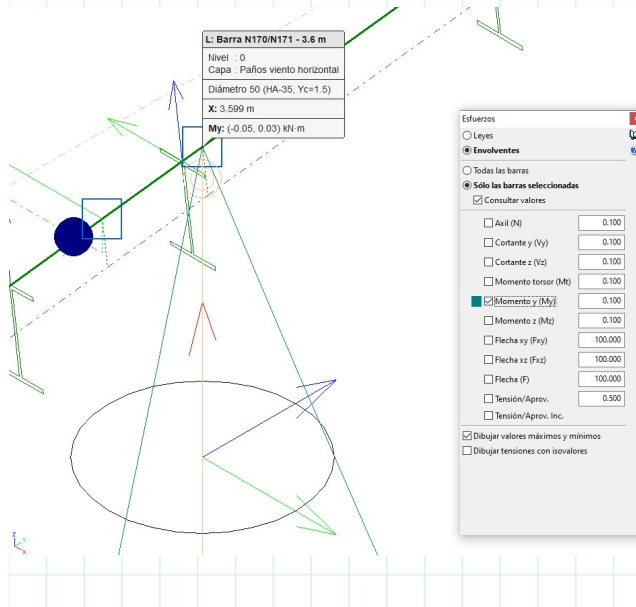 L: Barra N170/N171 - 3.6 m
Nivel : 0
Capa : Paños viento horizontal
Diámetro 50 (HA-35, Yc=1.5)
X: 3.599 m
My: (-0.05, 0.03) kN·m
Esfuerzos
Leyes
Envolventes
Todas las barras
Sólo las barras seleccionadas
Consultar valores
Axil (N) 0.100
Cortante y (Vy) 0.100
Cortante z (Vz) 0.100
Momento torsor (Mt) 0.100
Momento y (My) 0.100
Momento z (Mz) 0.100
Flecha xy (Fxy) 100.000
Flecha xz (Fxz) 100.000
Flecha (F) 100.000
Tensión/Aprov. 0.500
Tensión/Aprov. Inc.
Dibujar valores máximos y mínimos
Dibujar tensiones con isovalores
z
y
x